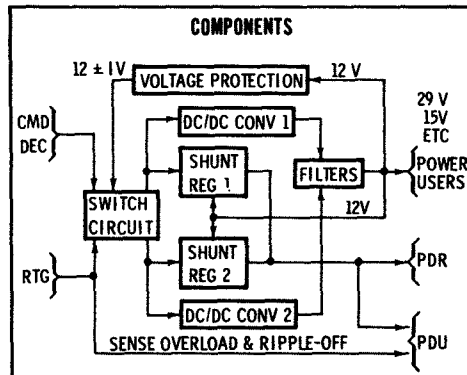 COMPONENTS
12 ± 1V
VOLTAGE PROTECTION
12 V
29 V
15V
ETC
CMD
DEC
DC/DC CONV 1
SHUNT
REG 1
FILTERS
POWER
USERS
SWITCH
CIRCUIT
12V
SHUNT
REG 2
RTG
PDR
DC/DC CONV 2
SENSE OVERLOAD & RIPPLE-OFF
PDU